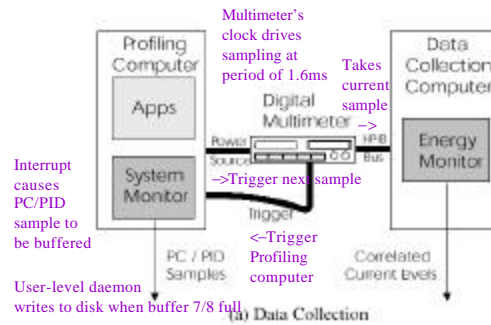 Multimeter's
clock drives
sampling at
period of 1.6ms
Profiling
Computer
Data
Collection
Computer
Takes
current
sample
–>
Digital
Multimeter
Apps
Power
Source
HPIB
Bus
Energy
Monitor
System
Monitor
–>Trigger next sample
Interrupt
causes
PC/PID
sample to
be buffered
Trigger
<–Trigger
Profiling
computer
PC / PID
Samples
Correlated
Current Levels
User-level daemon
writes to disk when buffer 7/8 full
(a) Data Collection